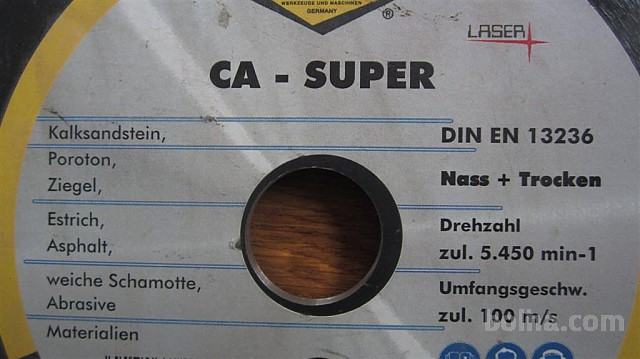 WERKZEUGE UND MASCHINEN
GERMANY
®
LASER
CA - SUPER
Kalksandstein,
Poroton,
Ziegel,
Estrich,
Asphalt,
weiche Schamotte,
Abrasive
Materialien
DIN EN 13236
Nass + Trocken
Drehzahl
zul. 5.450 min-1
Umfangsgeschw.
zul. 100 m/s
bolha.com